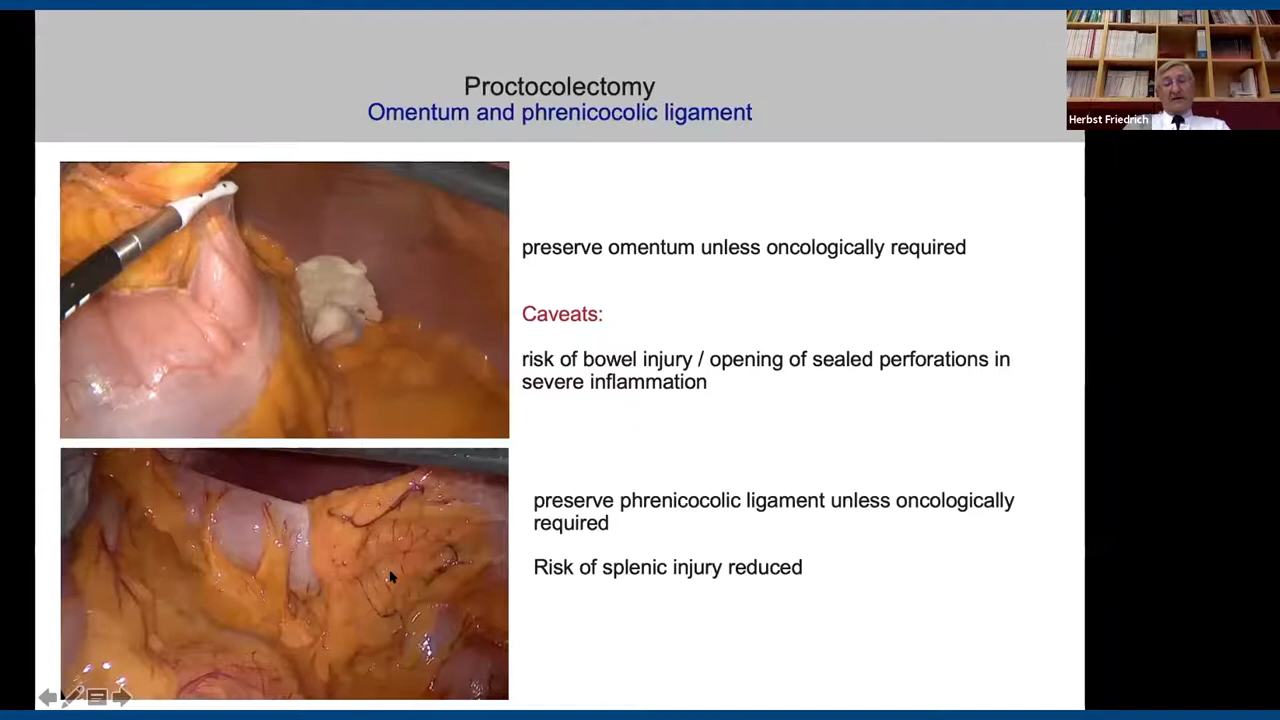 Proctocolectomy
Omentum and phrenicocolic ligament
Herbst Friedrich
preserve omentum unless oncologically required
Caveats:
risk of bowel injury / opening of sealed perforations in
severe inflammation
preserve phrenicocolic ligament unless oncologically
required
Risk of splenic injury reduced